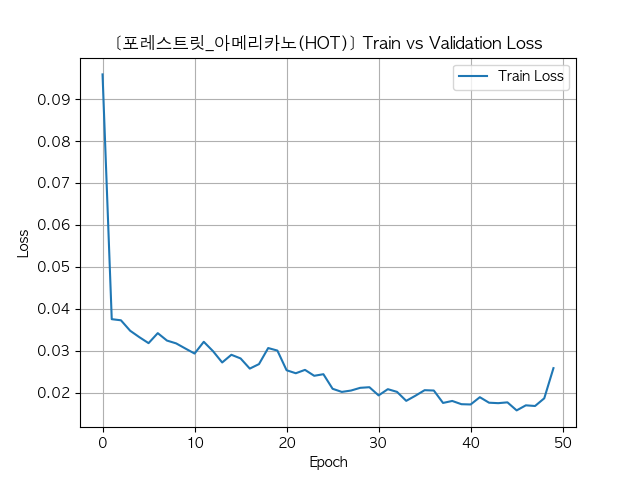 [포레스트릿_아메리카노(HOT)] Train vs Validation Loss
Train Loss
0.09
0.08
0.07
0.06
0.05
0.04
0.03
0.02
Loss
0 10 20 30 40 50
Epoch